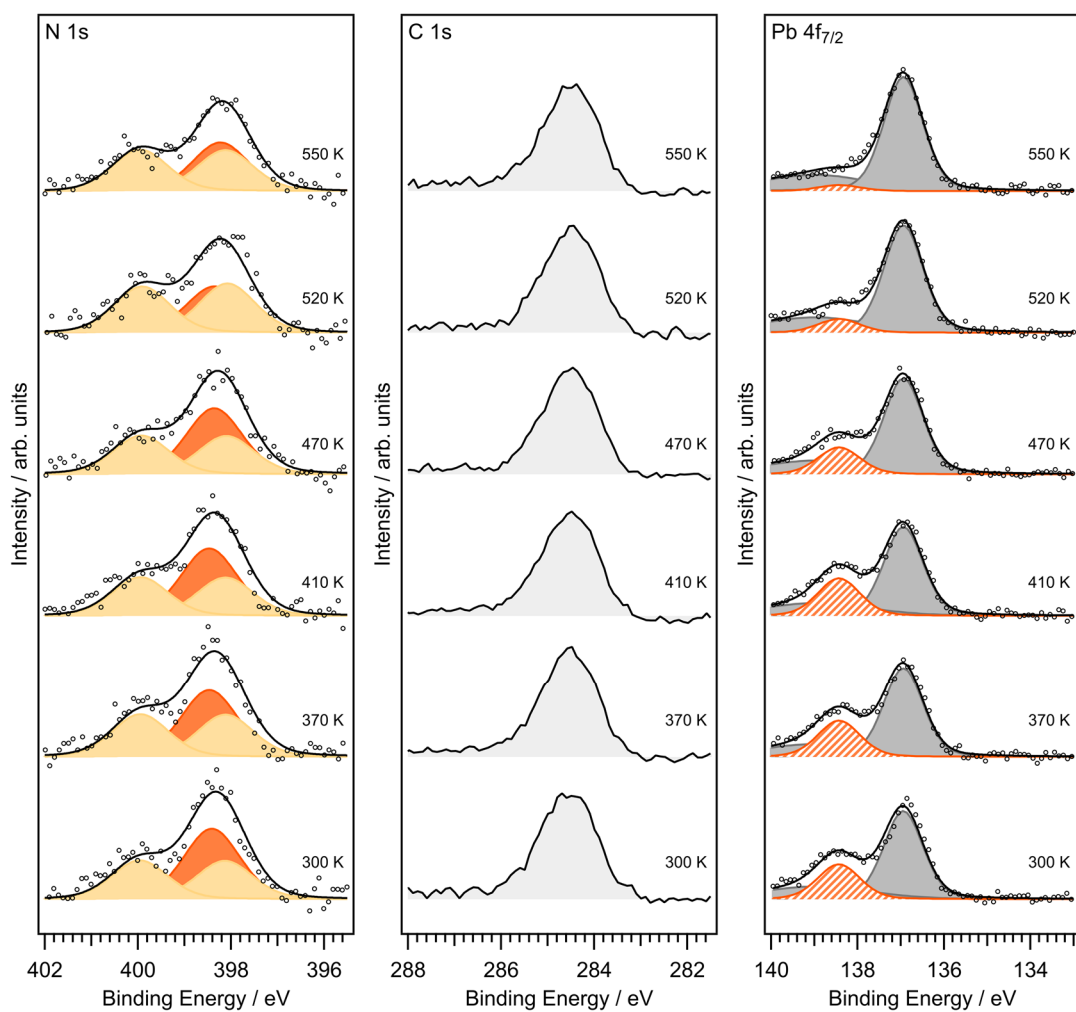 N 1s
550 K
520 K
470 K
410 K
370 K
300 K
Intensity / arb. units
402 400 398 396
Binding Energy / eV
C 1s
550 K
520 K
470 K
410 K
370 K
300 K
Intensity / arb. units
288 286 284 282
Binding Energy / eV
Pb 4f7/2
550 K
520 K
470 K
410 K
370 K
300 K
Intensity / arb. units
140 138 136 134
Binding Energy / eV